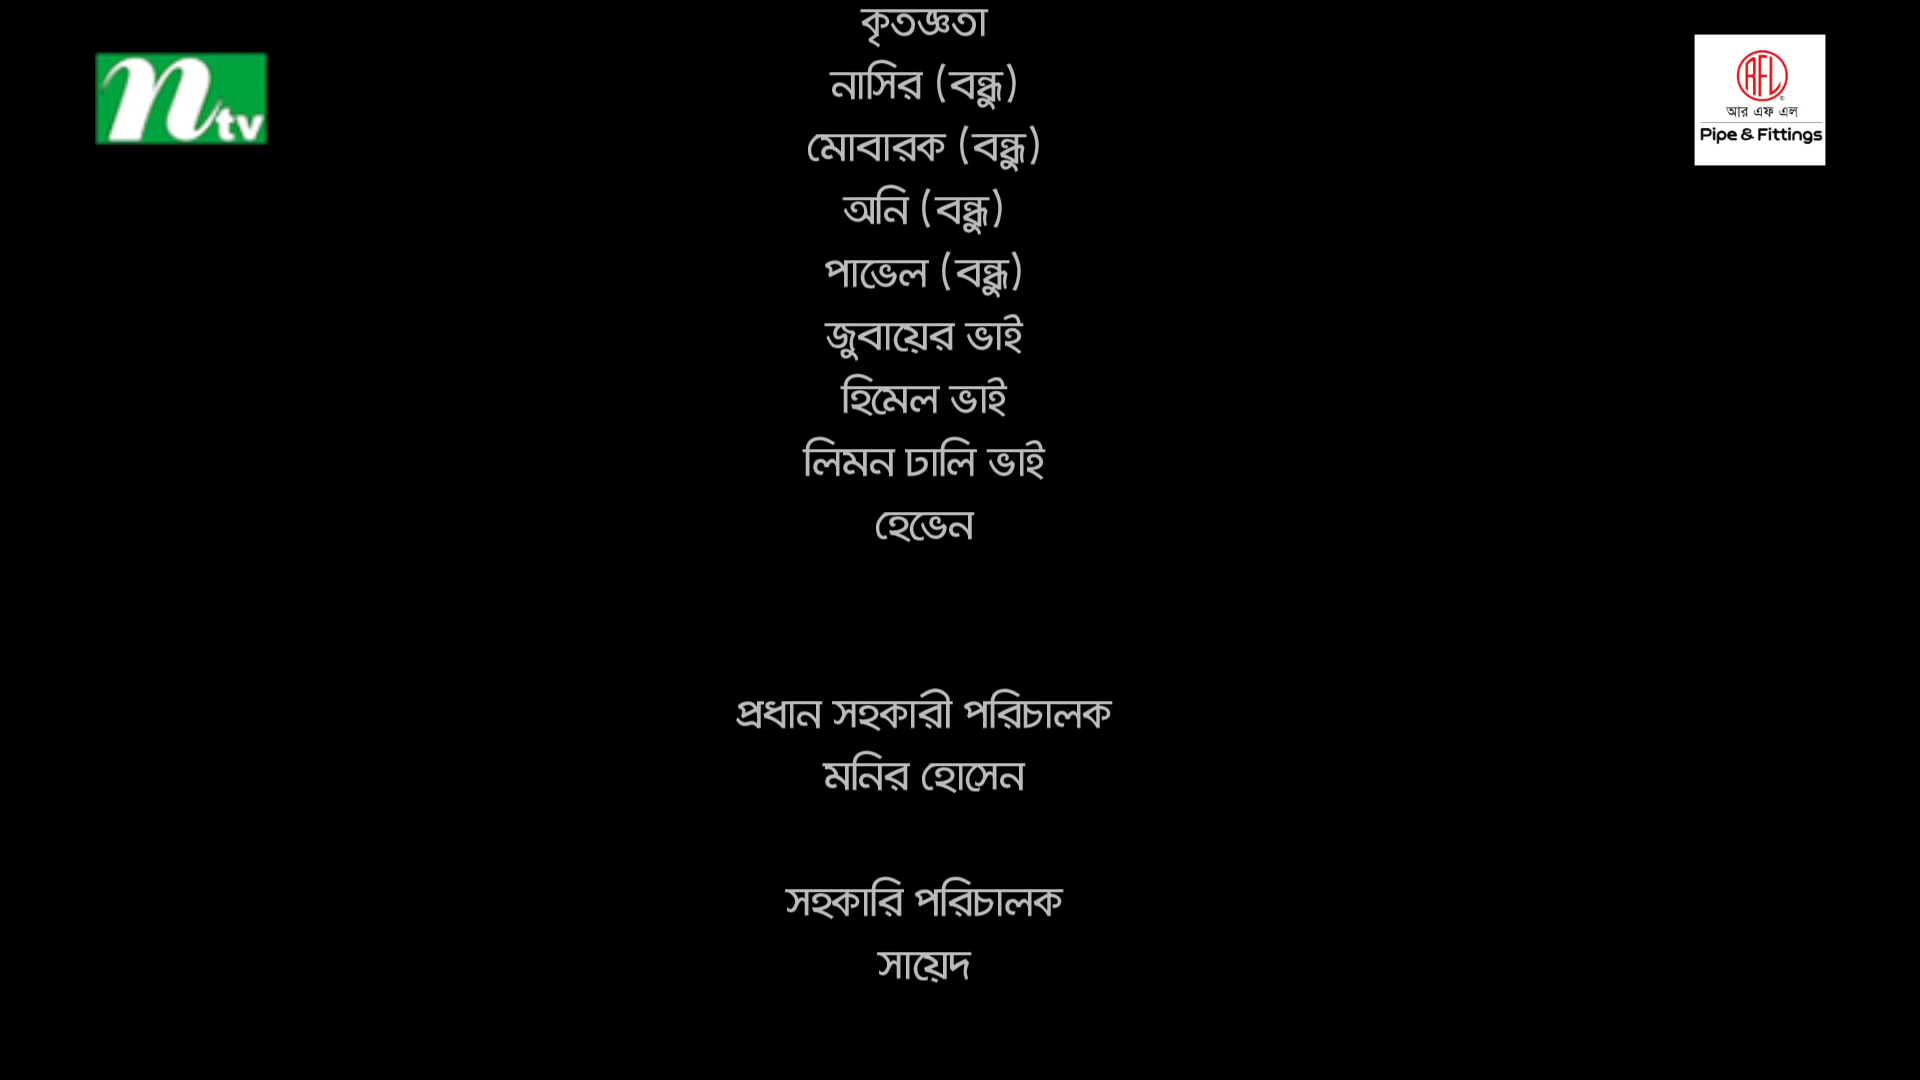 কৃতজ্ঞতা
ntv
RFL
আর এফ এল
Pipe & Fittings
নাসির (বন্ধু)
মোবারক (বন্ধু)
অনি (বন্ধু)
পাভেল (বন্ধু)
জুবায়ের ভাই
হিমেল ভাই
লিমন ঢালি ভাই
হেভেন
প্রধান সহকারী পরিচালক
মনির হোসেন
সহকারি পরিচালক
সায়েদ